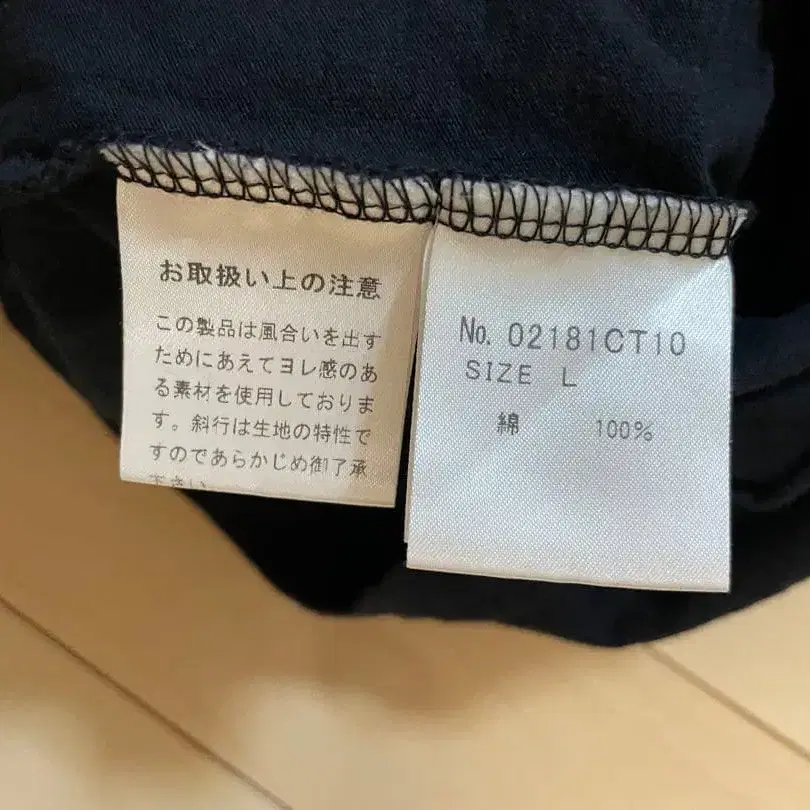 お取扱い上の注意
この製品は風合いを出す
ためにあえてヨレ感のあ
る素材を使用しておりま
す。斜行は生地の特性で
すのであらかじめ御了承
下さい。
No. 02181CT10
SIZE L
綿 100%